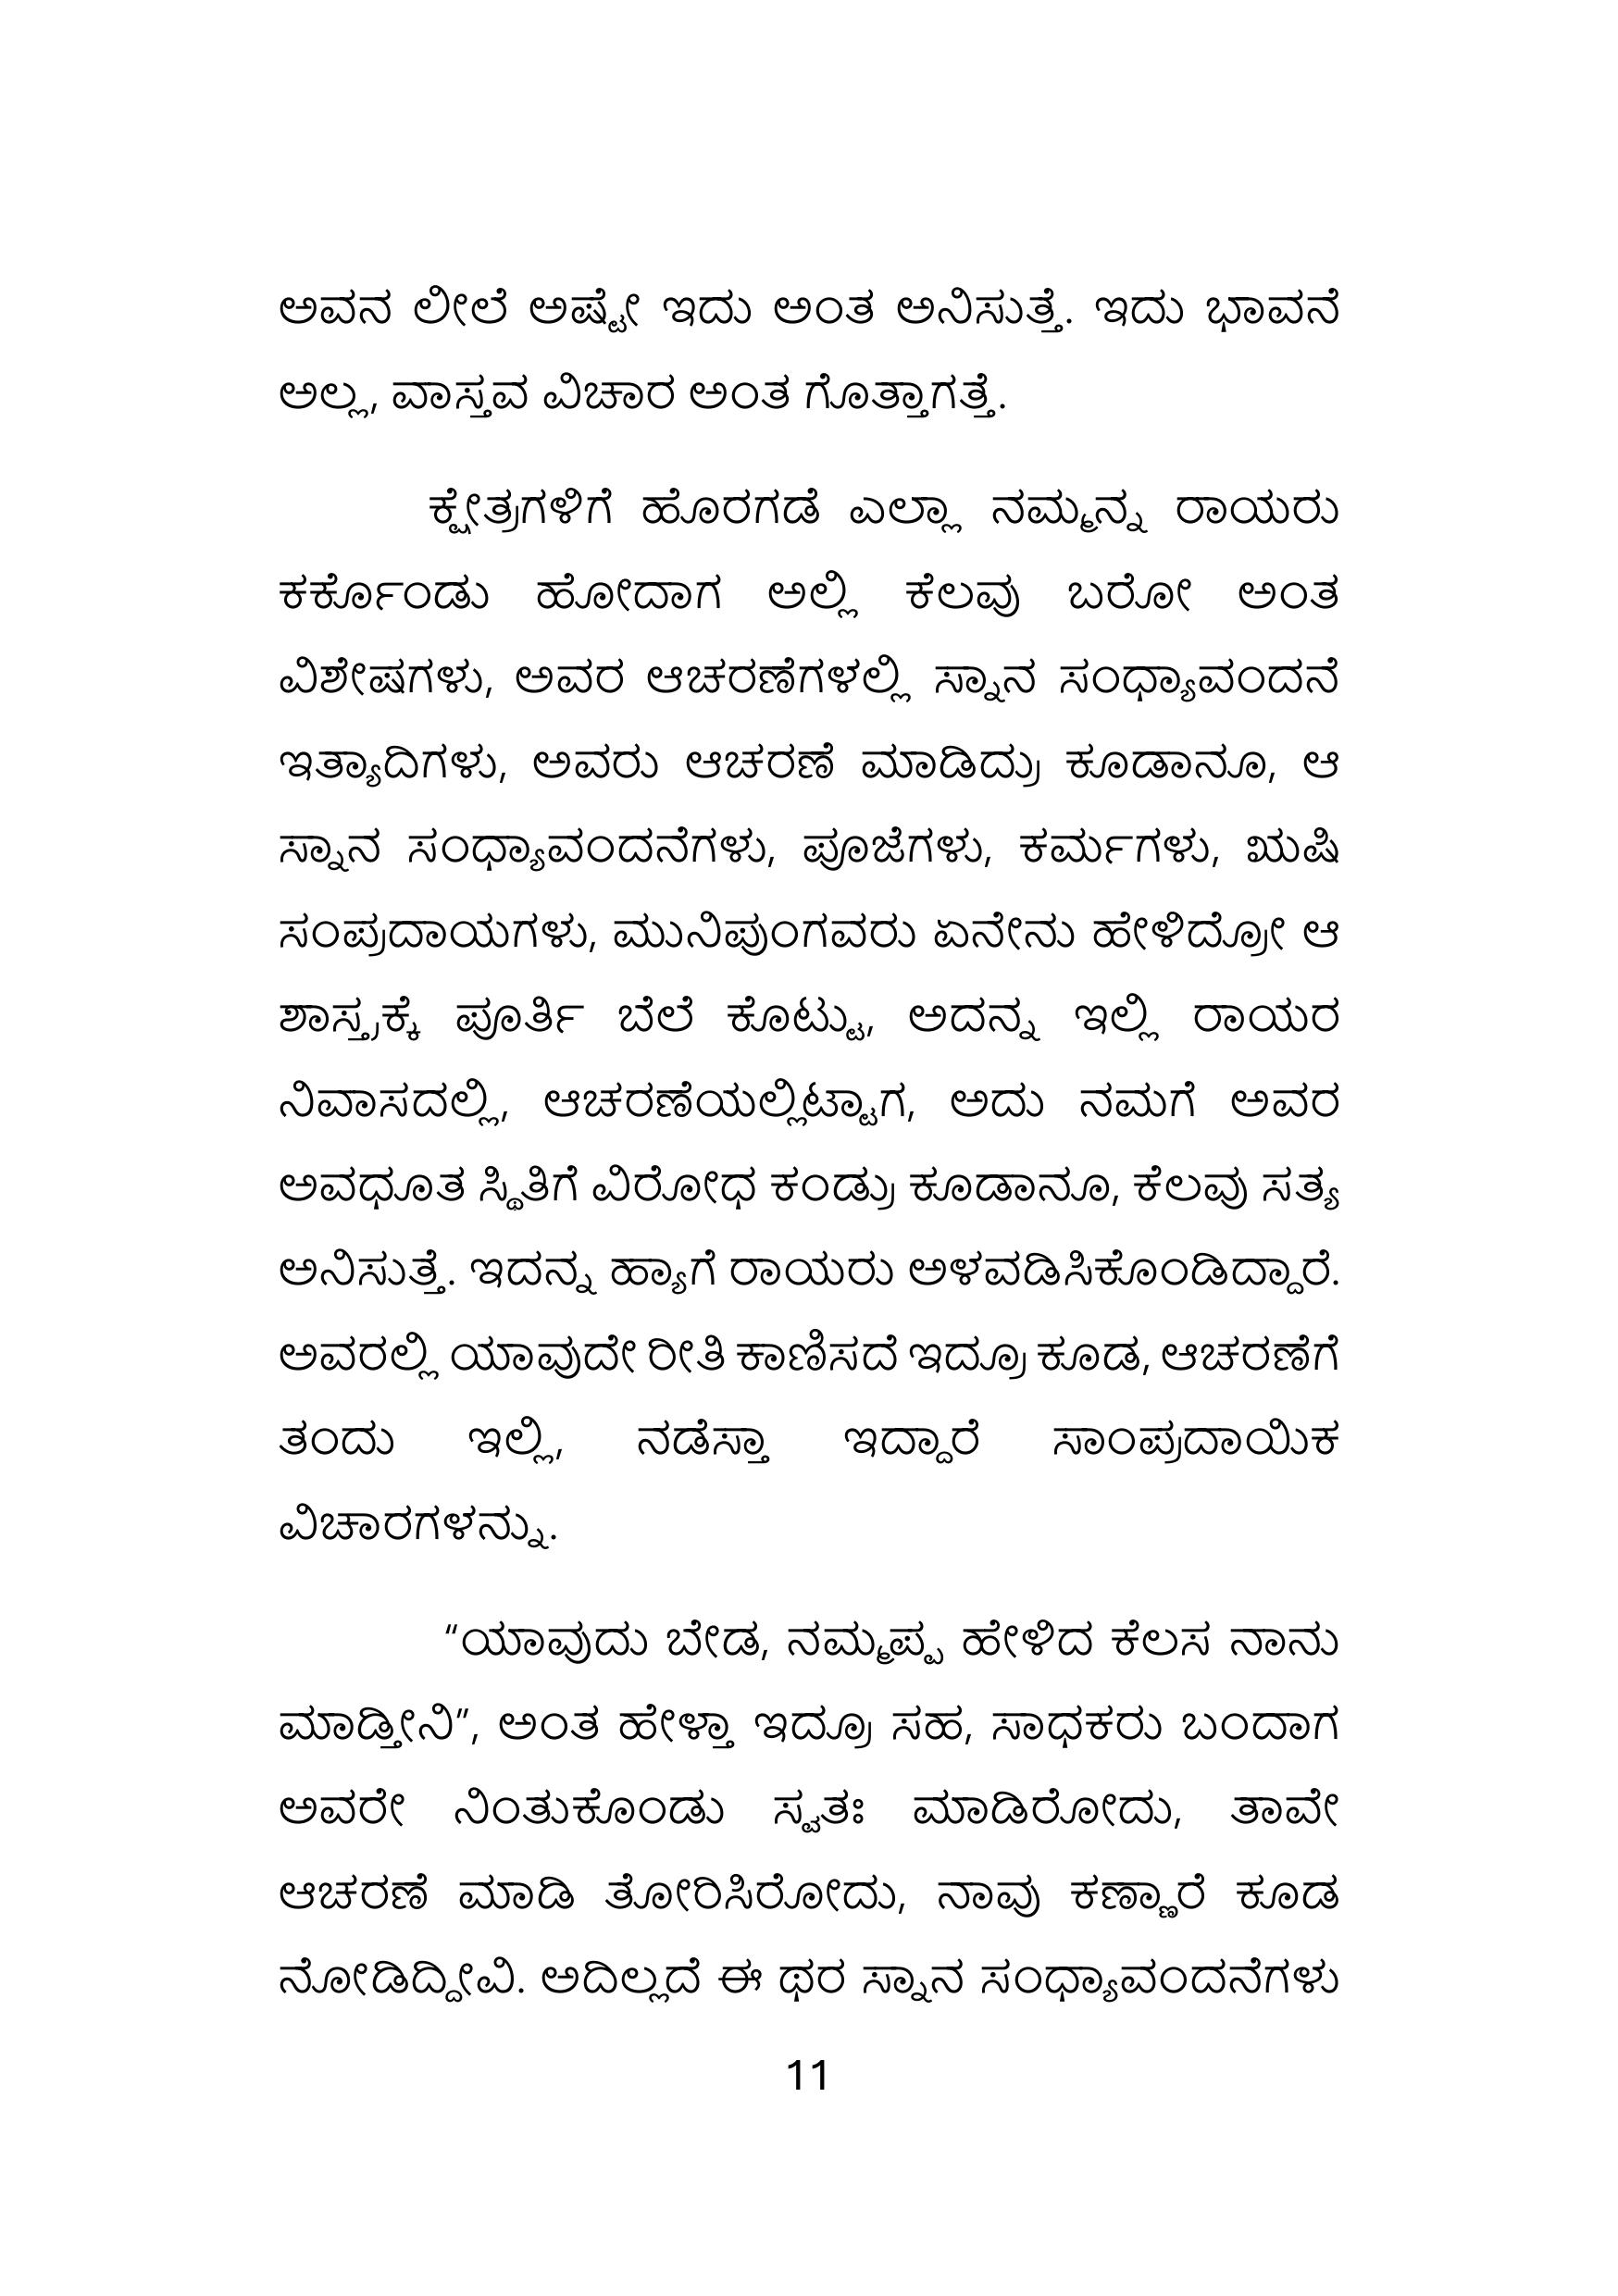 ಅವನ ಲೀಲೆ ಅಷ್ಟೇ ಇದು ಅಂತ ಅನಿಸುತ್ತೆ. ಇದು ಭಾವನೆ
ಅಲ್ಲ, ವಾಸ್ತವ ವಿಚಾರ ಅಂತ ಗೊತ್ತಾಗತ್ತೆ.
ಕ್ಷೇತ್ರಗಳಿಗೆ ಹೊರಗಡೆ ಎಲ್ಲಾ ನಮ್ಮನ್ನ ರಾಯರು
ಕರ್ಕೊಂಡು ಹೋದಾಗ ಅಲ್ಲಿ ಕೆಲವು ಬರೋ ಅಂತ
ವಿಶೇಷಗಳು, ಅವರ ಆಚರಣೆಗಳಲ್ಲಿ ಸ್ನಾನ ಸಂಧ್ಯಾವಂದನೆ
ಇತ್ಯಾದಿಗಳು, ಅವರು ಆಚರಣೆ ಮಾಡಿದ್ರು ಕೂಡಾನೂ, ಆ
ಸ್ನಾನ ಸಂಧ್ಯಾವಂದನೆಗಳು, ಪೂಜೆಗಳು, ಕರ್ಮಗಳು, ಋಷಿ
ಸಂಪ್ರದಾಯಗಳು, ಮುನಿಪುಂಗವರು ಏನೇನು ಹೇಳಿದ್ರೋ ಆ
ಶಾಸ್ತ್ರಕ್ಕೆ ಪೂರ್ತಿ ಬೆಲೆ ಕೊಟ್ಟು, ಅದನ್ನ ಇಲ್ಲಿ ರಾಯರ
ನಿವಾಸದಲ್ಲಿ, ಆಚರಣೆಯಲ್ಲಿಟ್ಟಾಗ, ಅದು ನಮಗೆ ಅವರ
ಅವಧೂತ ಸ್ಥಿತಿಗೆ ವಿರೋಧ ಕಂಡ್ರು ಕೂಡಾನೂ, ಕೆಲವು ಸತ್ಯ
ಅನಿಸುತ್ತೆ. ಇದನ್ನ ಹ್ಯಾಗೆ ರಾಯರು ಅಳವಡಿಸಿಕೊಂಡಿದ್ದಾರೆ.
ಅವರಲ್ಲಿ ಯಾವುದೇ ರೀತಿ ಕಾಣಿಸದೆ ಇದ್ರೂ ಕೂಡ, ಆಚರಣೆಗೆ
ತಂದು ಇಲ್ಲಿ, ನಡೆಸ್ತಾ ಇದ್ದಾರೆ ಸಾಂಪ್ರದಾಯಿಕ
ವಿಚಾರಗಳನ್ನು.
“ಯಾವುದು ಬೇಡ, ನಮ್ಮಪ್ಪ ಹೇಳಿದ ಕೆಲಸ ನಾನು
ಮಾಡ್ತೀನಿ”, ಅಂತ ಹೇಳ್ತಾ ಇದ್ರೂ ಸಹ, ಸಾಧಕರು ಬಂದಾಗ
ಅವರೇ ನಿಂತುಕೊಂಡು ಸ್ವತಃ ಮಾಡಿರೋದು, ತಾವೇ
ಆಚರಣೆ ಮಾಡಿ ತೋರಿಸಿರೋದು, ನಾವು ಕಣ್ಣಾರೆ ಕೂಡ
ನೋಡಿದ್ದೀವಿ. ಅದಿಲ್ಲದೆ ಈ ಥರ ಸ್ನಾನ ಸಂಧ್ಯಾವಂದನೆಗಳು
11